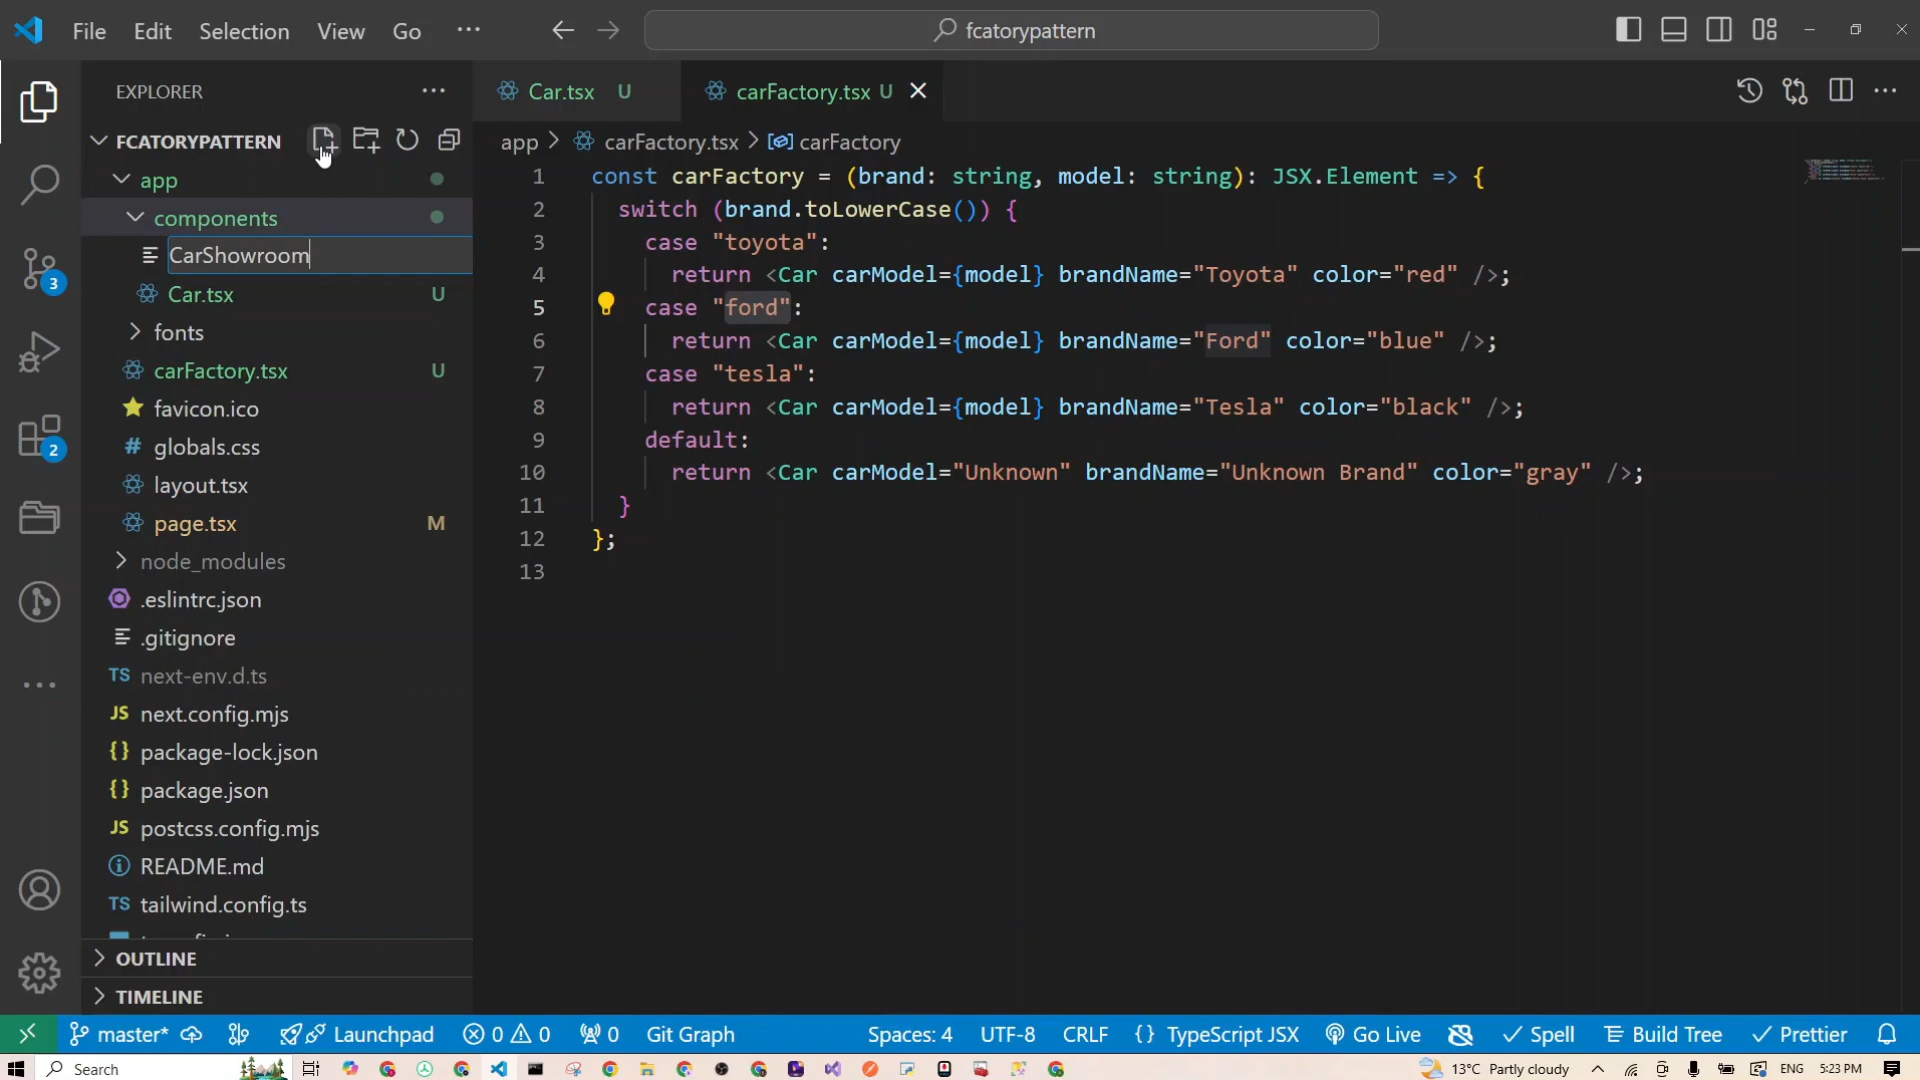 File Edit Selection View Go ···
fcatorypattern
EXPLORER ···
Car.tsx U
carFactory.tsx U
FCATORYPATTERN
app > carFactory.tsx > carFactory
app
components
CarShowroom
Car.tsx U
fonts
carFactory.tsx U
favicon.ico
# globals.css
layout.tsx
page.tsx M
node_modules
.eslintrc.json
.gitignore
TS next-env.d.ts
JS next.config.mjs
{} package-lock.json
{} package.json
JS postcss.config.mjs
README.md
TS tailwind.config.ts
OUTLINE
TIMELINE
3
2
1 const carFactory = (brand: string, model: string): JSX.Element => {
2 switch (brand.toLowerCase()) {
3 case "toyota":
4 return <Car carModel={model} brandName="Toyota" color="red" />;
5 case "ford":
6 return <Car carModel={model} brandName="Ford" color="blue" />;
7 case "tesla":
8 return <Car carModel={model} brandName="Tesla" color="black" />;
9 default:
10 return <Car carModel="Unknown" brandName="Unknown Brand" color="gray" />;
11 }
12 };
13
master* Launchpad 0 0 0 Git Graph Spaces: 4 UTF-8 CRLF {} TypeScript JSX Go Live Spell Build Tree Prettier
Search 13°C Partly cloudy ENG 5:23 PM